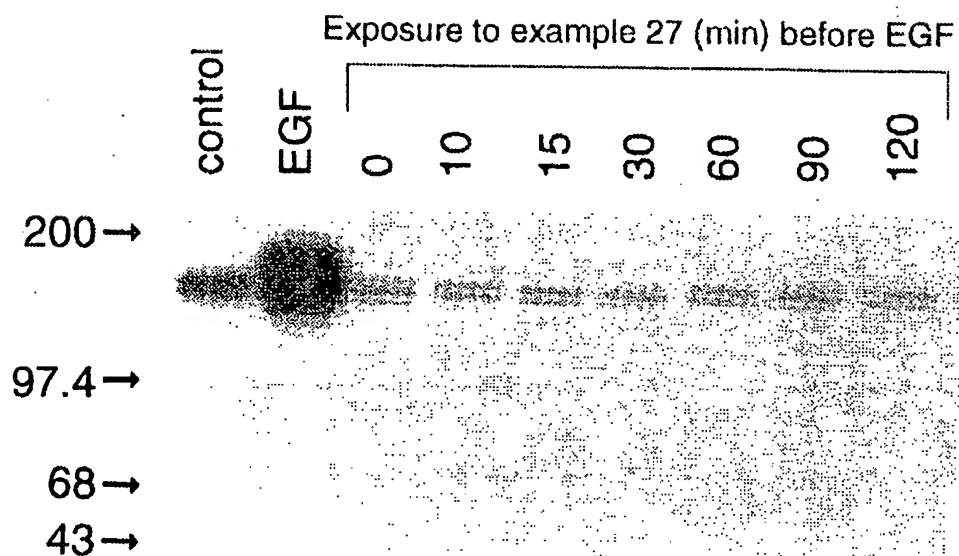 Exposure to example 27 (min) before EGF
control EGF 0 10 15 30 60 90 120
200→
97.4→
68→
43→